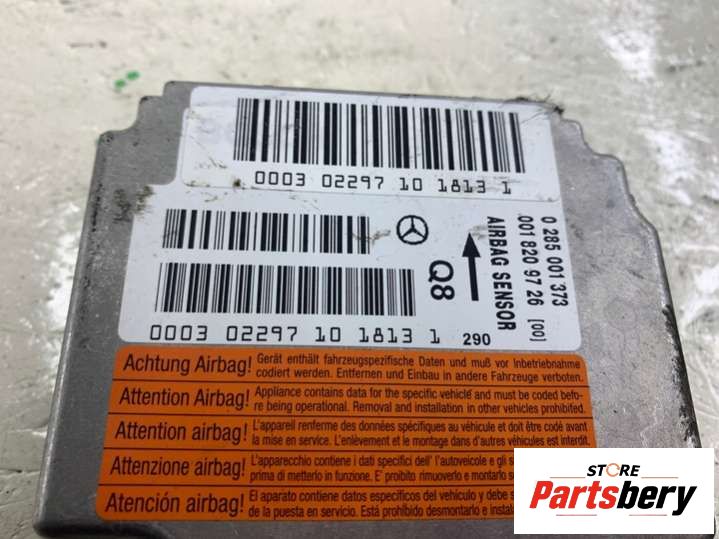 0003 02297 10 1813 1
0 285 001 373
001 820 97 26 [00]
AIRBAG SENSOR
Q8
0003 02297 10 1813 1
290
Achtung Airbag! Gerät enthält fahrzeugspezifische Daten und muß vor Inbetriebnahme
codiert werden. Entfernen und Einbau in andere Fahrzeuge verboten.
Attention Airbag! Appliance contains data for the specific vehicle and must be coded befo-
re being operational. Removal and installation in other vehicles prohibited.
Attention airbag! L'appareil renferme des données spécifiques au véhicule et doit être codé avant
la mise en service. L'enlèvement et le montage dans d'autres véhicules est interdit.
Attenzione airbag! L'apparecchio contiene i dati specifici dell' l'autoveicole e gli s
prima di metterlo in funzione. E' proibito rimuoverlo e montarlo s
Atención airbag! El aparato contiene datos específicos del vehículo y debe s
de la puesta en servicio. Está prohibido desmontarlo e instala
STORE
Partsbery